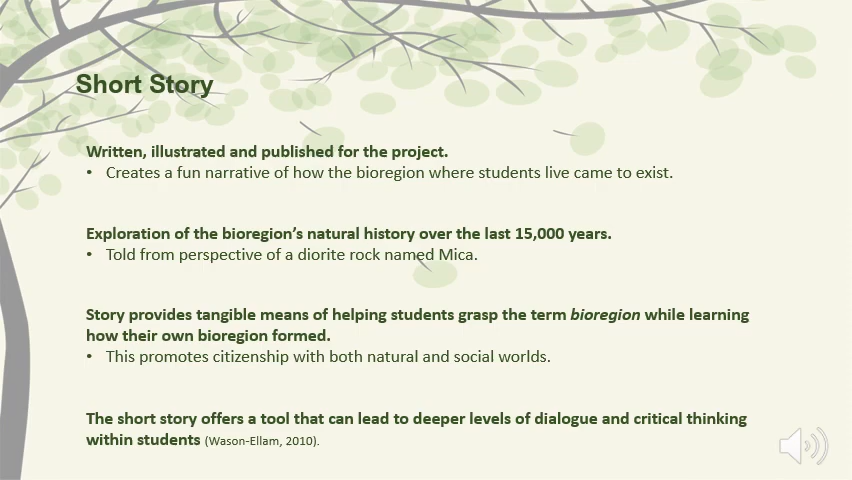 Short Story
Written, illustrated and published for the project.
• Creates a fun narrative of how the bioregion where students live came to exist.
Exploration of the bioregion’s natural history over the last 15,000 years.
• Told from perspective of a diorite rock named Mica.
Story provides tangible means of helping students grasp the term bioregion while learning
how their own bioregion formed.
• This promotes citizenship with both natural and social worlds.
The short story offers a tool that can lead to deeper levels of dialogue and critical thinking
within students (Wason-Ellam, 2010).